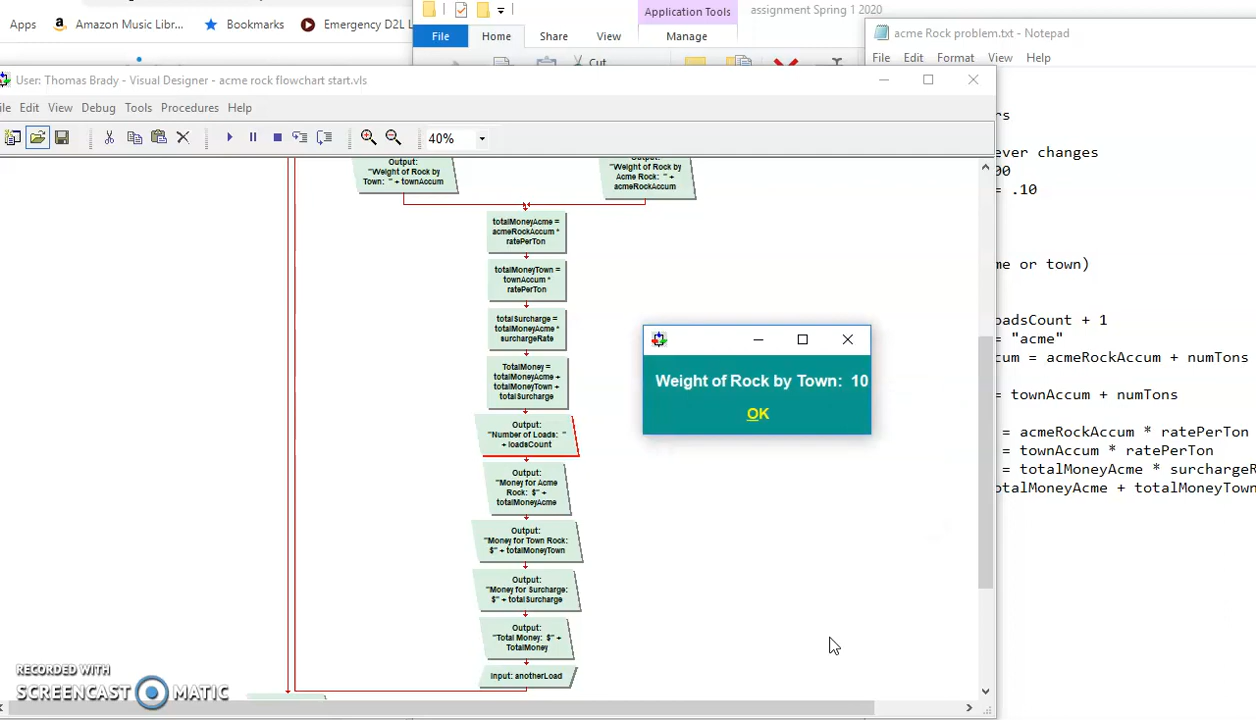 Apps
Amazon Music Libr...
Bookmarks
Emergency D2L L
Application Tools
assignment Spring 1 2020
File
Home
Share
View
Manage
Cut
acme Rock problem.txt - Notepad
File
Edit
Format
View
Help
User: Thomas Brady - Visual Designer - acme rock flowchart start.vls
ile
Edit
View
Debug
Tools
Procedures
Help
40%
Output:
"Weight of Rock by
Town: " + townAccum
Output:
"Weight of Rock by
Acme Rock: " +
acmeRockAccum
totalMoneyAcme =
acmeRockAccum *
ratePerTon
totalMoneyTown =
townAccum *
ratePerTon
totalSurcharge =
totalMoneyAcme *
surchargeRate
TotalMoney =
totalMoneyAcme +
totalMoneyTown +
totalSurcharge
Output:
"Number of Loads: "
+ loadsCount
Output:
"Money for Acme
Rock: $" +
totalMoneyAcme
Output:
"Money for Town Rock:
$" + totalMoneyTown
Output:
"Money for Surcharge:
$" + totalSurcharge
Output:
"Total Money: $" +
TotalMoney
Input: anotherLoad
Weight of Rock by Town: 10
OK
rs
ever changes
00
= .10
me or town)
oadsCount + 1
= "acme"
cum = acmeRockAccum + numTons
= townAccum + numTons
= acmeRockAccum * ratePerTon
= townAccum * ratePerTon
= totalMoneyAcme * surchargeR
otalMoneyAcme + totalMoneyTown
RECORDED WITH
SCREENCAST MATIC